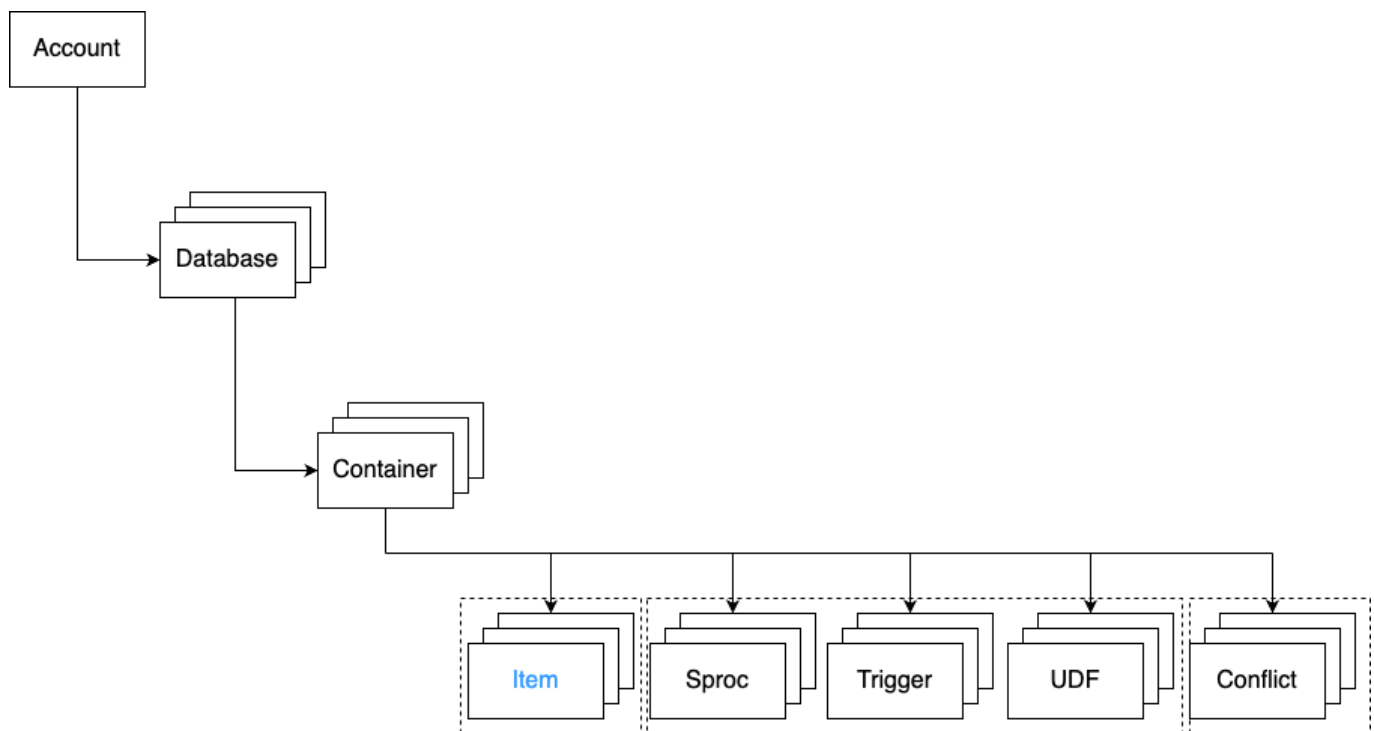 Account
Database
Container
Item
Sproc
Trigger
UDF
Conflict